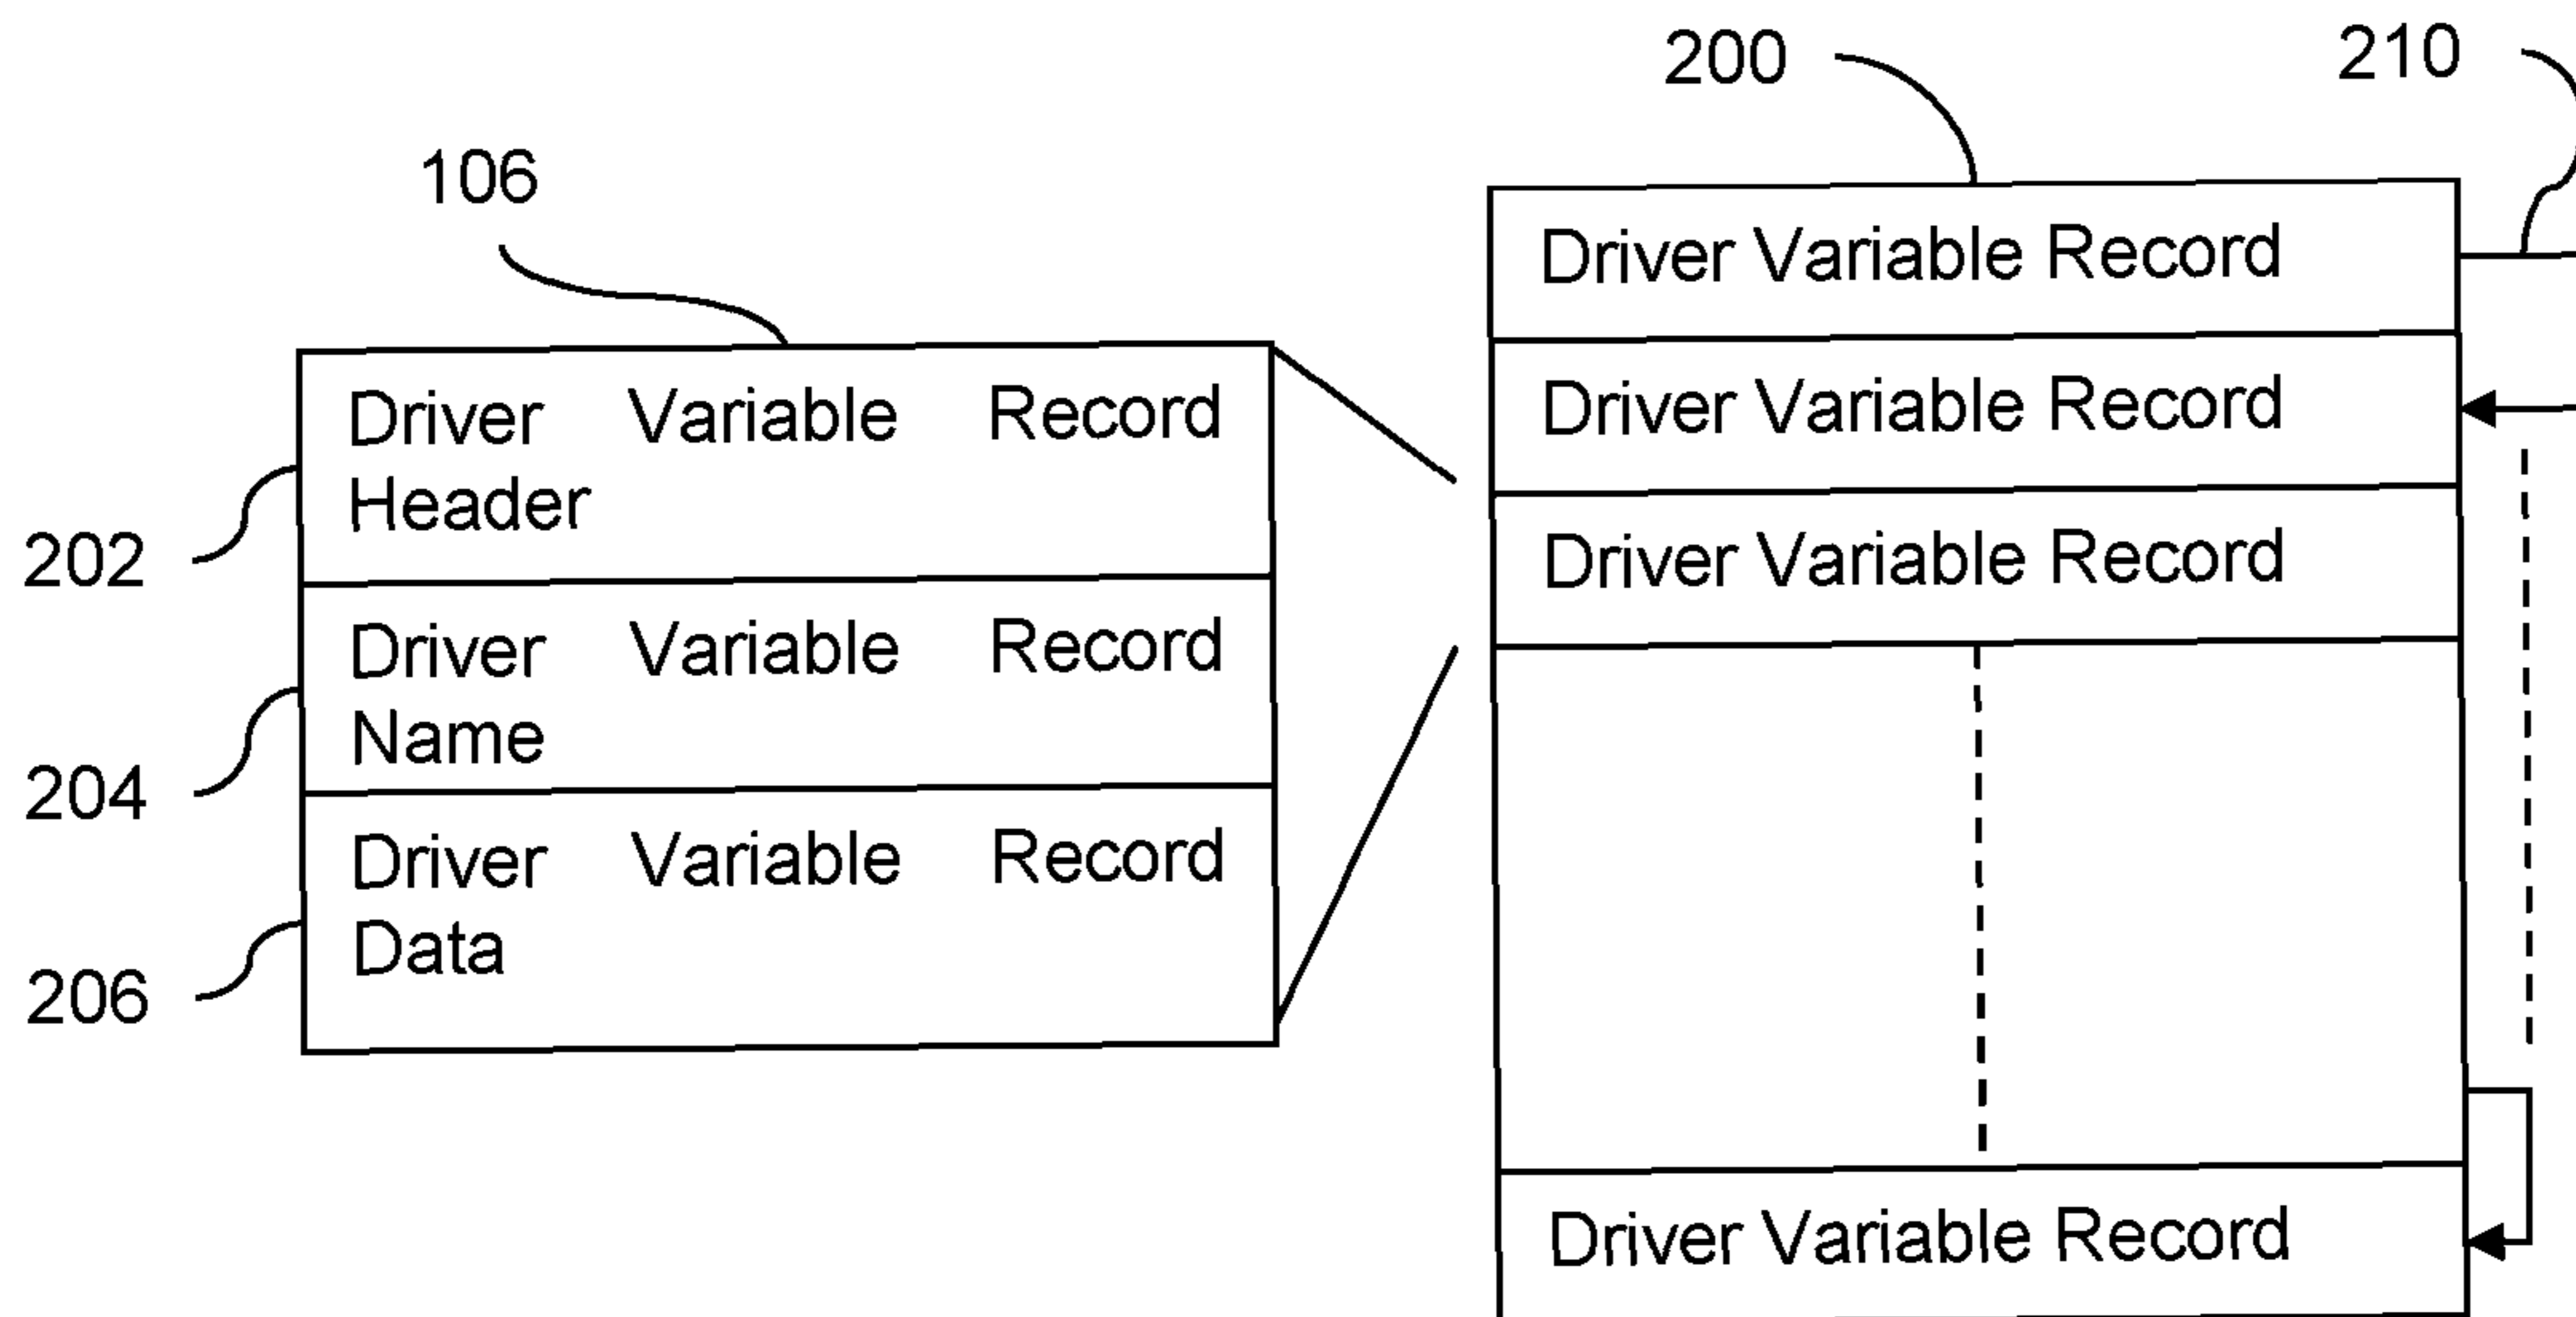 200
210
106
Driver Variable Record
Driver Variable Record
Driver Variable Record
Header
Driver Variable Record
202
Driver Variable Record
Name
204
Driver Variable Record
Data
206
Driver Variable Record